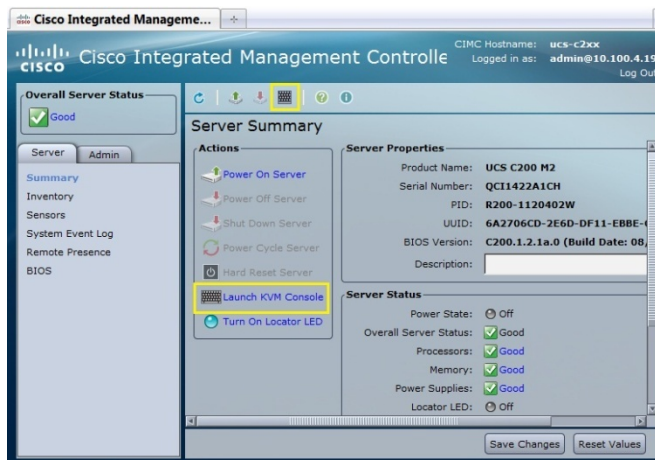 Cisco Integrated Manageme...
CISCO
Cisco Integrated Management Controlle
CIMC Hostname: ucs-c2xx
Logged in as: admin@10.100.4.19
Log Out
Overall Server Status
Good
Server Admin
Summary
Inventory
Sensors
System Event Log
Remote Presence
BIOS
Server Summary
Actions
Power On Server
Power Off Server
Shut Down Server
Power Cycle Server
Hard Reset Server
Launch KVM Console
Turn On Locator LED
Server Properties
Product Name: UCS C200 M2
Serial Number: QCI1422A1CH
PID: R200-1120402W
UUID: 6A2706CD-2E6D-DF11-EBBE-
BIOS Version: C200.1.2.1a.0 (Build Date: 08,
Description:
Server Status
Power State: Off
Overall Server Status: Good
Processors: Good
Memory: Good
Power Supplies: Good
Locator LED: Off
Save Changes Reset Values